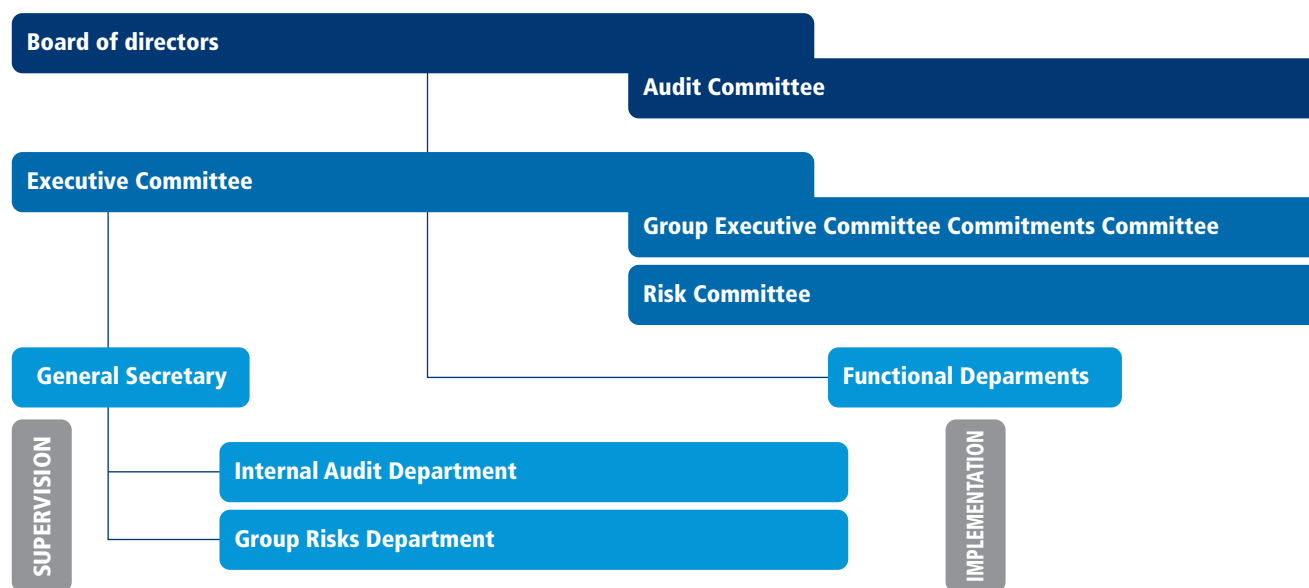 Board of directors
Audit Committee
Executive Committee
Group Executive Committee Commitments Committee
Risk Committee
General Secretary
Functional Deparments
SUPERVISION
Internal Audit Department
Group Risks Department
IMPLEMENTATION